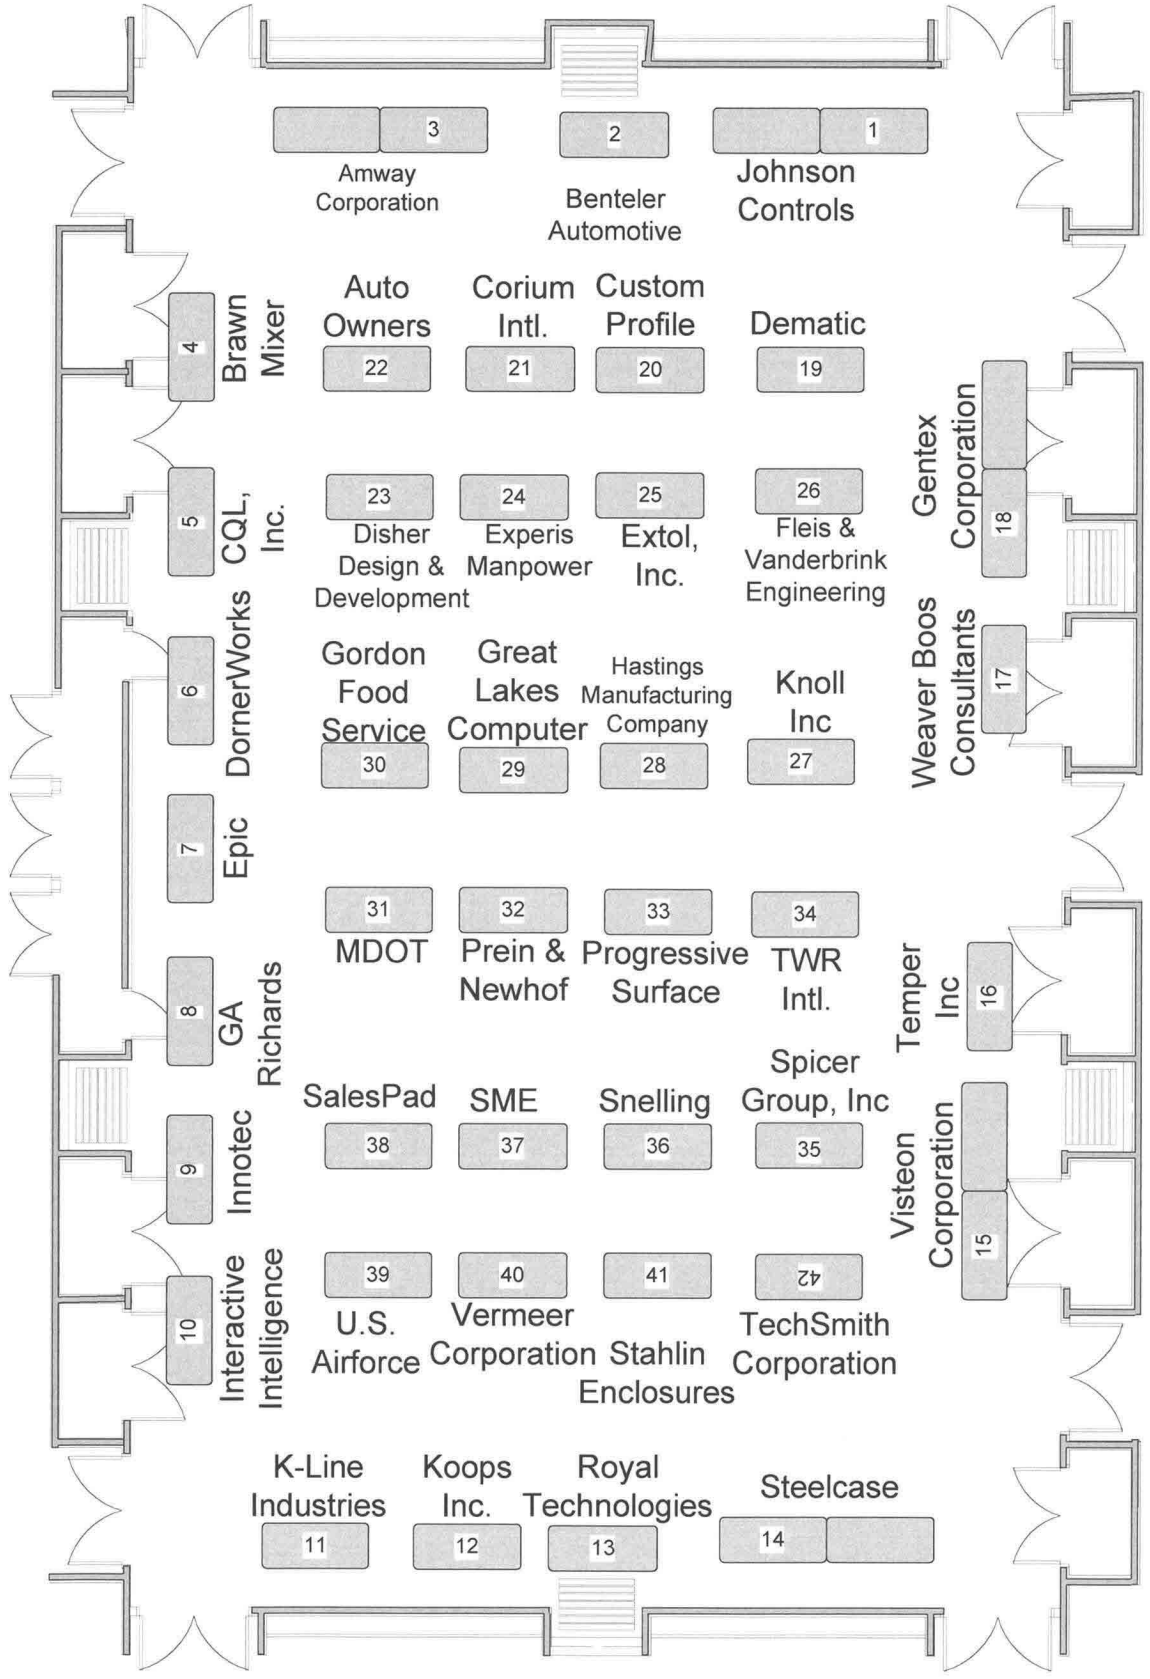 3
2
1
Amway
Corporation
Benteler
Automotive
Johnson
Controls
4
Brawn
Mixer
Auto
Owners
22
Corium
Intl.
21
Custom
Profile
20
Dematic
19
Gentex
Corporation
18
5
CQL,
Inc.
23
Disher
Design &
Development
24
Experis
Manpower
25
Extol,
Inc.
26
Fleis &
Vanderbrink
Engineering
6
DornerWorks
Gordon
Food
Service
30
Great
Lakes
Computer
29
Hastings
Manufacturing
Company
28
Knoll
Inc
27
Weaver Boos
Consultants
17
7
Epic
31
MDOT
32
Prein &
Newhof
33
Progressive
Surface
34
TWR
Intl.
Temper
Inc
16
8
GA
Richards
SalesPad
38
SME
37
Snelling
36
Spicer
Group, Inc
35
Visteon
Corporation
15
9
Innotec
39
U.S.
Airforce
40
Vermeer
Corporation
41
Stahlin
Enclosures
42
TechSmith
Corporation
10
Interactive
Intelligence
K-Line
Industries
11
Koops
Inc.
12
Royal
Technologies
13
Steelcase
14